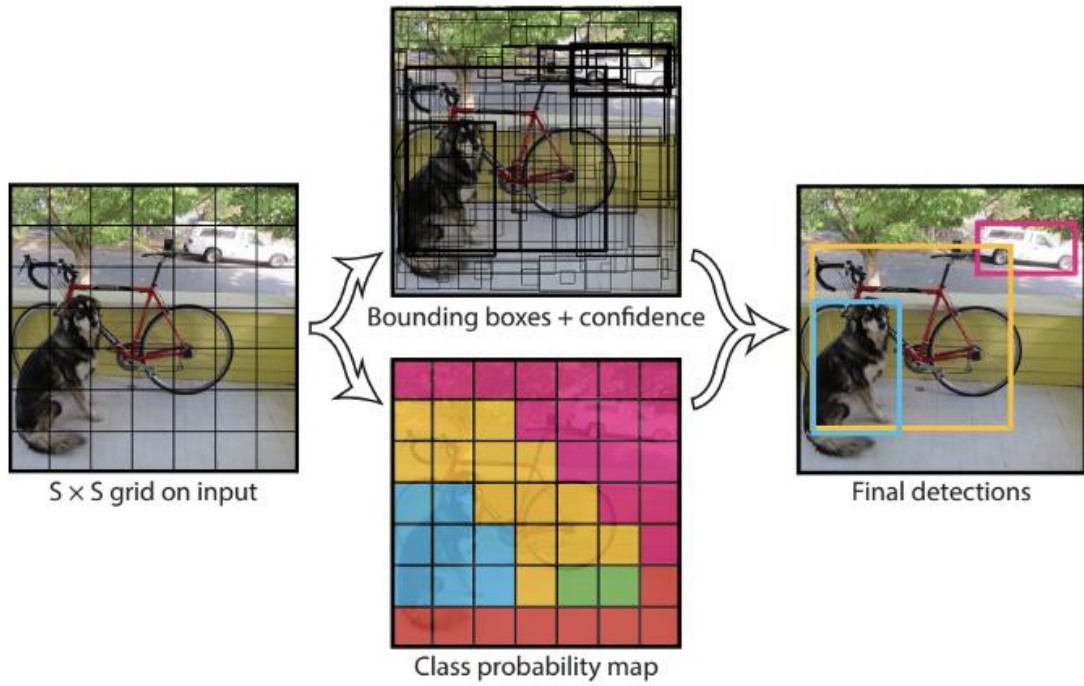 Bounding boxes + confidence
S × S grid on input
Final detections
Class probability map